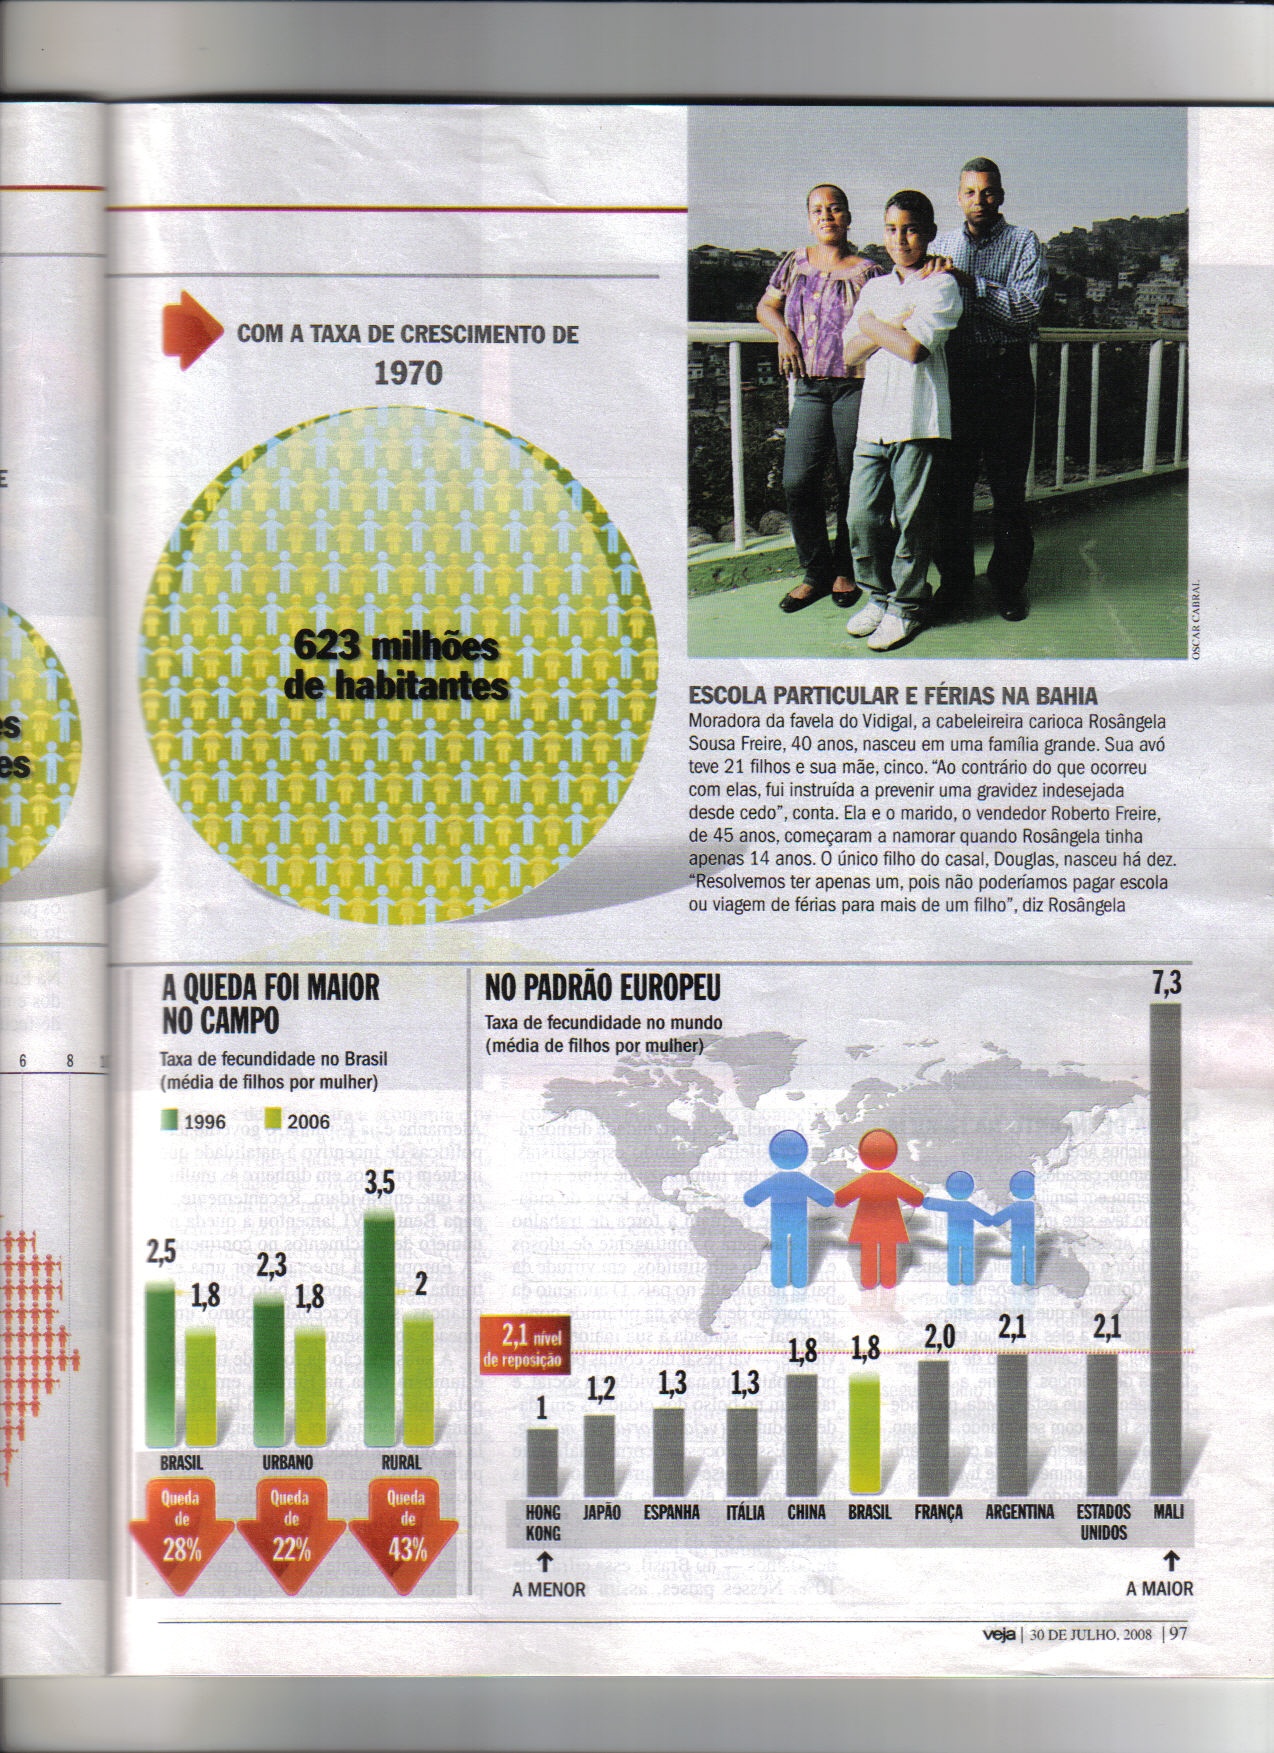 COM A TAXA DE CRESCIMENTO DE
1970
623 milhões
de habitantes
E
es
es
OSCAR CABRAL
ESCOLA PARTICULAR E FÉRIAS NA BAHIA
Moradora da favela do Vidigal, a cabeleireira carioca Rosângela
Sousa Freire, 40 anos, nasceu em uma família grande. Sua avó
teve 21 filhos e sua mãe, cinco. “Ao contrário do que ocorreu
com elas, fui instruída a prevenir uma gravidez indesejada
desde cedo”, conta. Ela e o marido, o vendedor Roberto Freire,
de 45 anos, começaram a namorar quando Rosângela tinha
apenas 14 anos. O único filho do casal, Douglas, nasceu há dez.
“Resolvemos ter apenas um, pois não poderíamos pagar escola
ou viagem de férias para mais de um filho”, diz Rosângela
6 8
A QUEDA FOI MAIOR
NO CAMPO
Taxa de fecundidade no Brasil
(média de filhos por mulher)
1996 2006
2,5 1,8 2,3 1,8 3,5 2
BRASIL URBANO RURAL
Queda Queda Queda
de de de
28% 22% 43%
NO PADRÃO EUROPEU
Taxa de fecundidade no mundo
(média de filhos por mulher)
2,1 nível
de reposição
1 1,2 1,3 1,3 1,8 1,8 2,0 2,1 2,1 7,3
HONG JAPÃO ESPANHA ITÁLIA CHINA BRASIL FRANÇA ARGENTINA ESTADOS MALI
KONG UNIDOS
A MENOR A MAIOR
veja | 30 DE JULHO, 2008 | 97